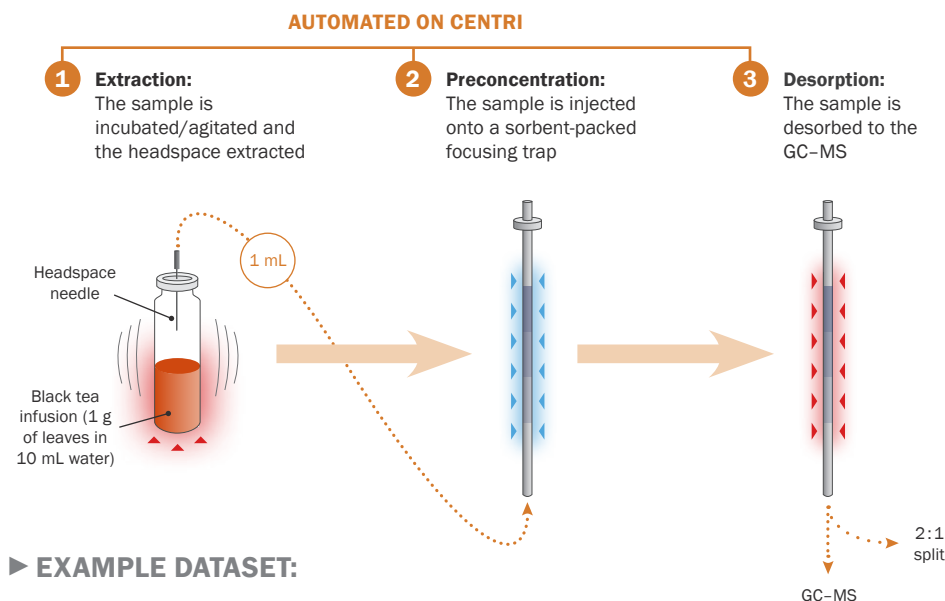 AUTOMATED ON CENTRI
1
Extraction:
The sample is
incubated/agitated and
the headspace extracted
2
Preconcentration:
The sample is injected
onto a sorbent-packed
focusing trap
3
Desorption:
The sample is
desorbed to the
GC–MS
Headspace
needle
1 mL
Black tea
infusion (1 g
of leaves in
10 mL water)
2:1
split
GC–MS
► EXAMPLE DATASET: